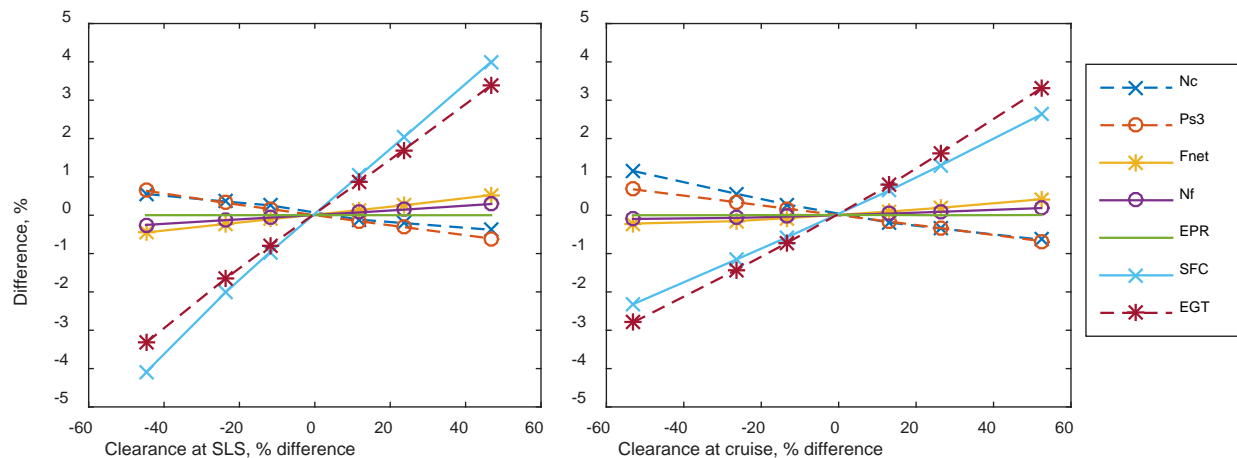 5
4
3
2
1
0
-1
-2
-3
-4
-5
Difference, %
-60 -40 -20 0 20 40 60
Clearance at SLS, % difference
5
4
3
2
1
0
-1
-2
-3
-4
-5
-60 -40 -20 0 20 40 60
Clearance at cruise, % difference
Nc
Ps3
Fnet
Nf
EPR
SFC
EGT